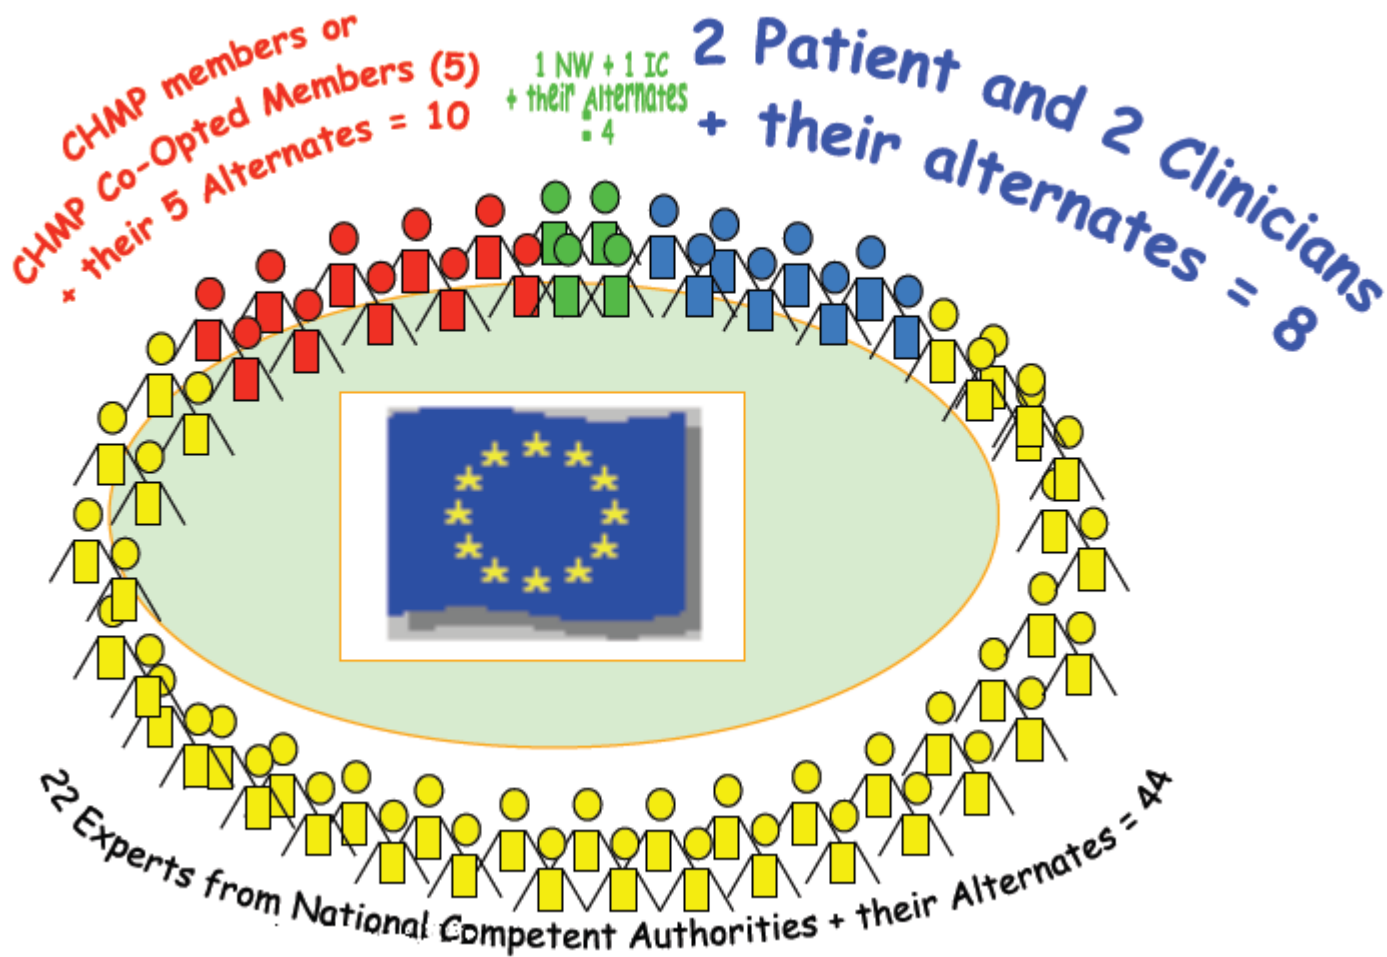 CHMP members or
CHMP Co-Opted Members (5)
+ their 5 Alternates = 10
1 NW + 1 IC
+ their Alternates
: 4
2 Patient and 2 Clinicians
+ their alternates = 8
22 Experts from National Competent Authorities + their Alternates = 44